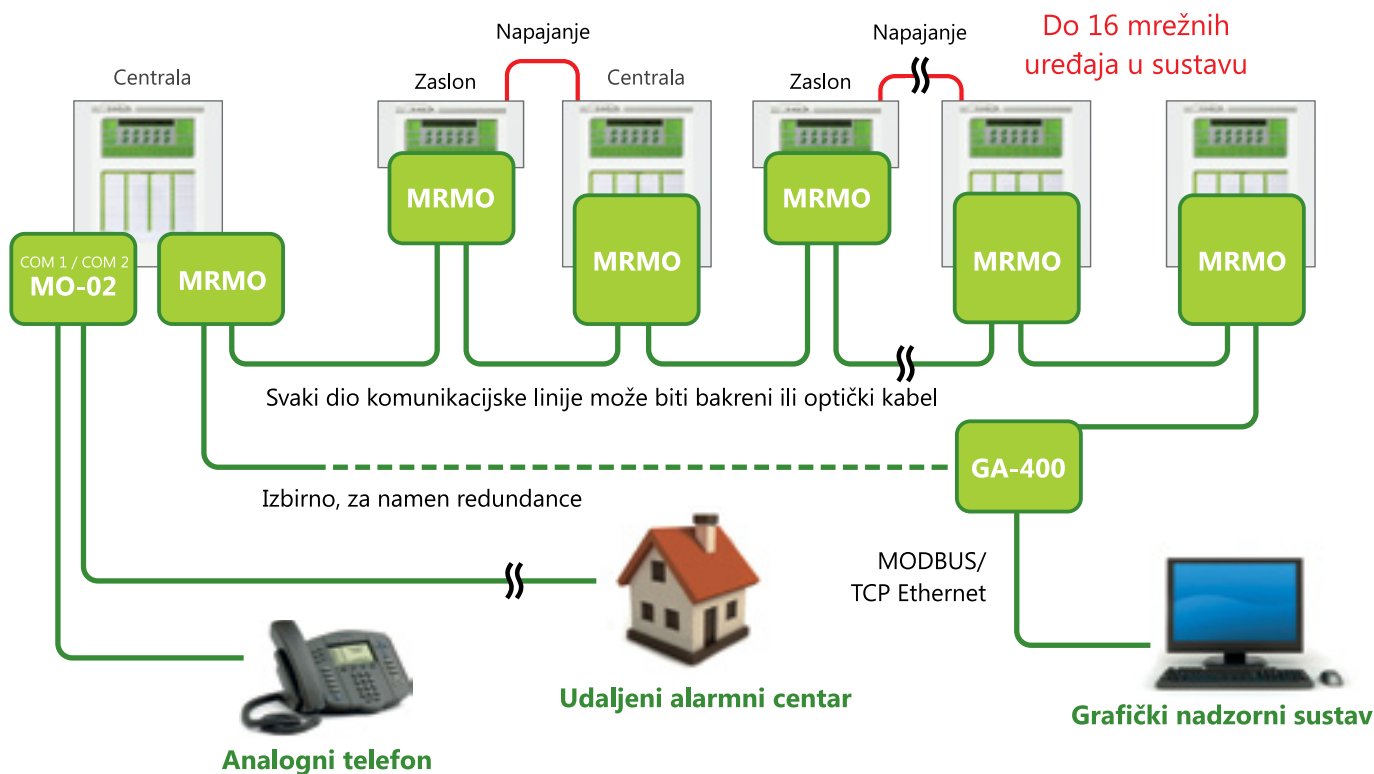 Napajanje
Napajanje
Do 16 mrežnih
uređaja u sustavu
Centrala
Zaslon
Centrala
Zaslon
MRMO
MRMO
MRMO
MRMO
MRMO
MRMO
COM 1 / COM 2
MO-02
Svaki dio komunikacijske linije može biti bakreni ili optički kabel
GA-400
Izbirno, za namen redundance
MODBUS/
TCP Ethernet
Udaljeni alarmni centar
Grafički nadzorni sustav
Analogni telefon